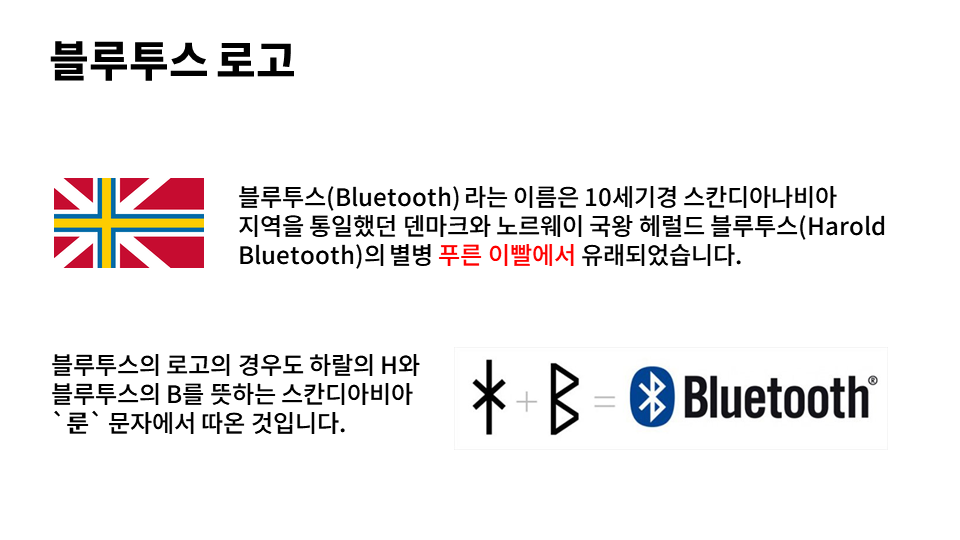 블루투스 로고
블루투스(Bluetooth) 라는 이름은 10세기경 스칸디아나비아
지역을 통일했던 덴마크와 노르웨이 국왕 헤럴드 블루투스(Harold
Bluetooth)의 별병 푸른 이빨에서 유래되었습니다.
블루투스의 로고의 경우도 하랄의 H와
블루투스의 B를 뜻하는 스칸디아비아
`룬` 문자에서 따온 것입니다.
ᚼ + ᛒ = Bluetooth®